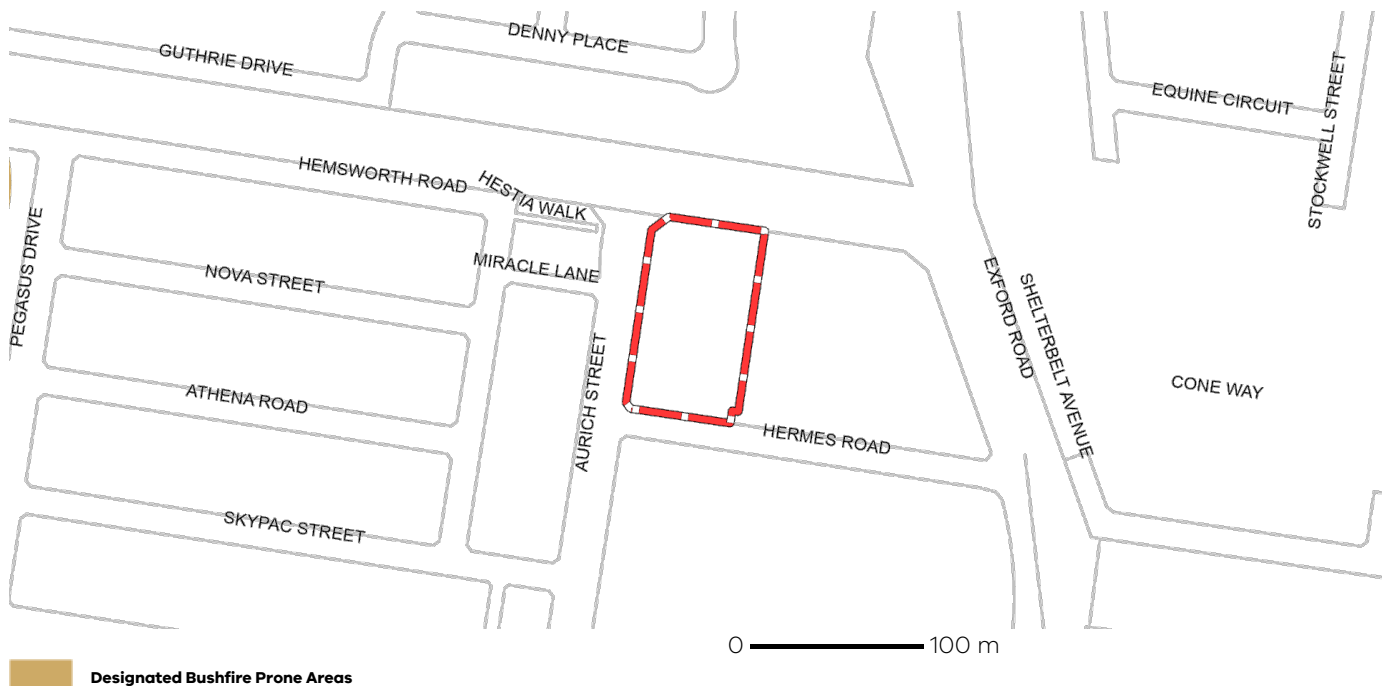 DENNY PLACE
GUTHRIE DRIVE
EQUINE CIRCUIT
STOCKWELL STREET
HEMSWORTH ROAD
HESTIA WALK
PEGASUS DRIVE
NOVA STREET
MIRACLE LANE
EXFORD ROAD
SHELTERBELT AVENUE
CONE WAY
ATHENA ROAD
AURICH STREET
HERMES ROAD
SKYPAC STREET
0 100 m
Designated Bushfire Prone Areas